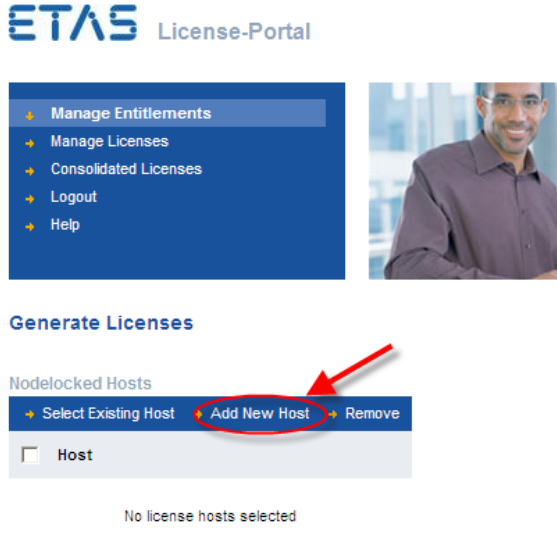 ETAS License-Portal
Manage Entitlements
Manage Licenses
Consolidated Licenses
Logout
Help
Generate Licenses
Nodelocked Hosts
Select Existing Host Add New Host Remove
Host
No license hosts selected